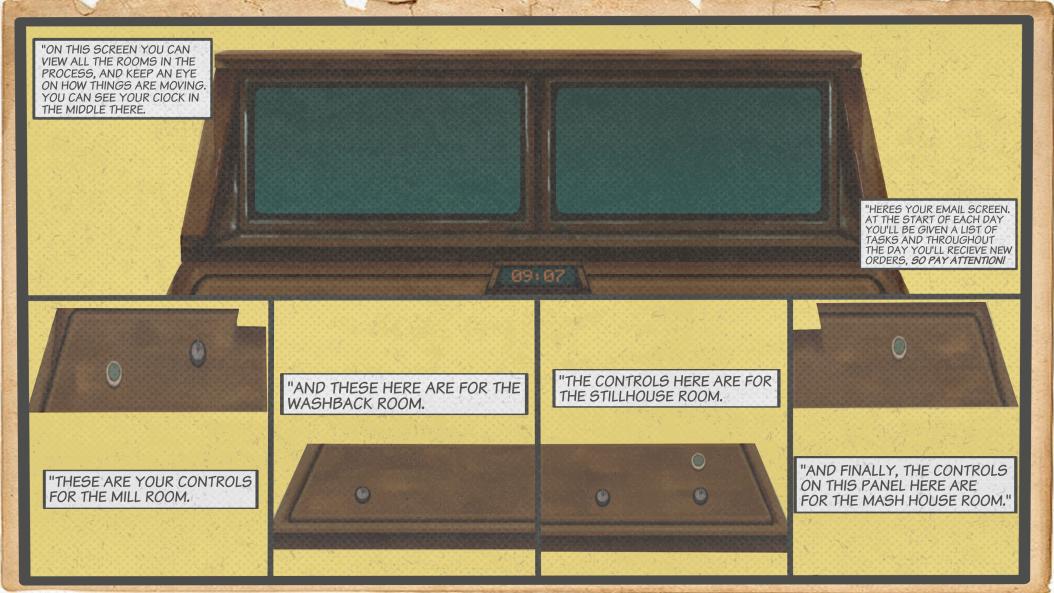 "ON THIS SCREEN YOU CAN
VIEW ALL THE ROOMS IN THE
PROCESS, AND KEEP AN EYE
ON HOW THINGS ARE MOVING.
YOU CAN SEE YOUR ClOCK IN
THE MIDDLE THERE.
"HERES YOUR EMAIL SCREEN.
AT THE START OF EACH DAY
YOU'LL BE GIVEN A LIST OF
TASKS AND THROUGHOUT
THE DAY YOU'LL RECIEVE NEW
ORDERS, SO PAY ATTENTION!
09:07
"THESE ARE YOUR CONTROLS
FOR THE MILL ROOM.
"AND THESE HERE ARE FOR THE
WASHBACK ROOM.
"THE CONTROLS HERE ARE FOR
THE STILLHOUSE ROOM.
"AND FINALLY, THE CONTROLS
ON THIS PANEL HERE ARE
FOR THE MASH HOUSE ROOM."